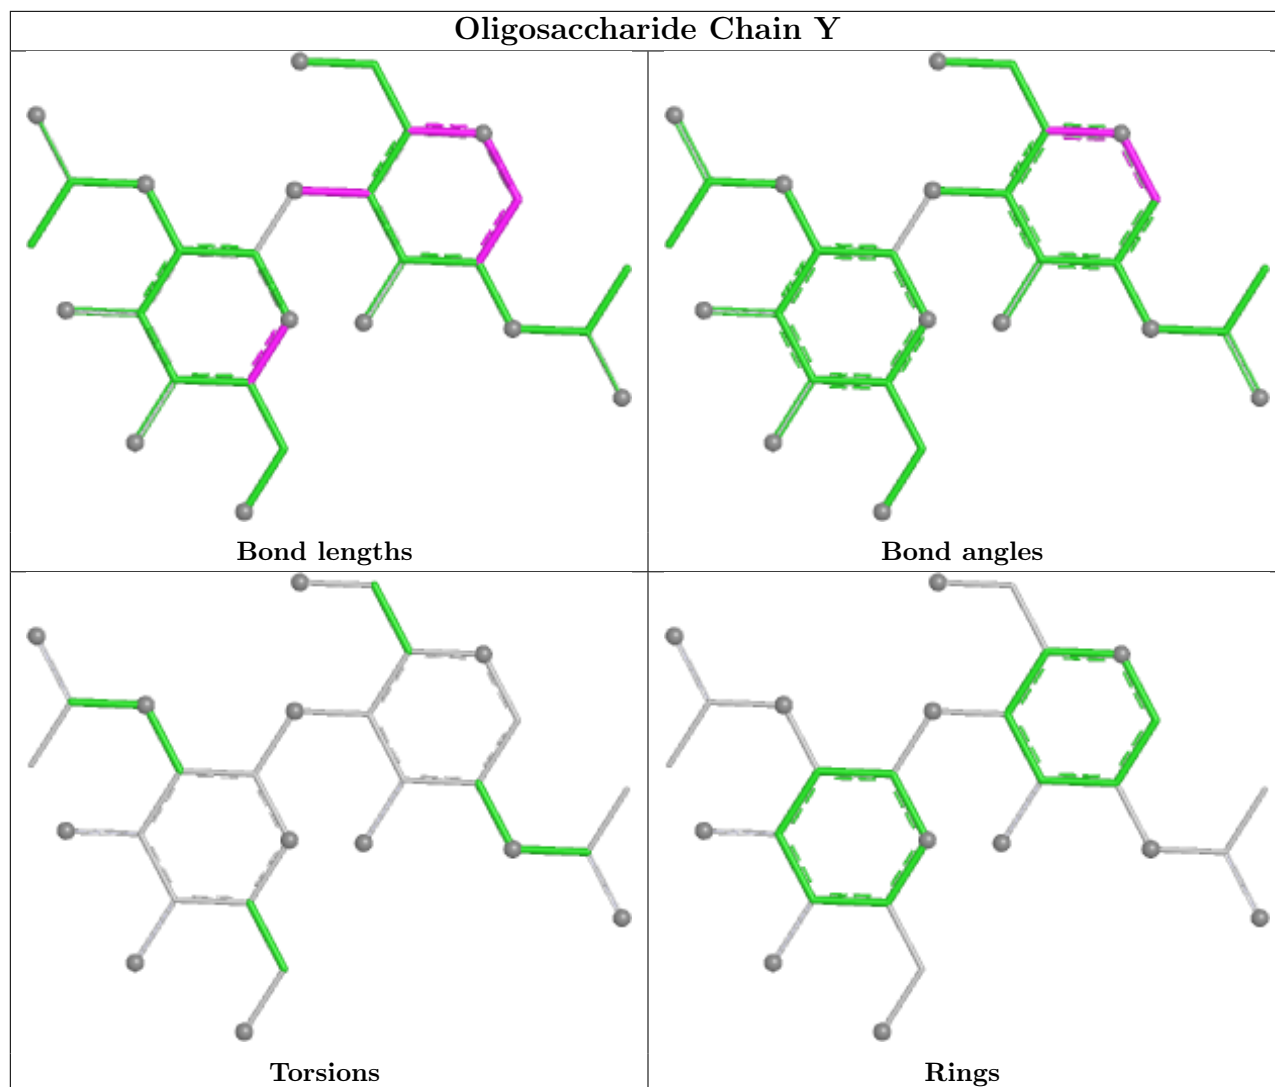 Oligosaccharide Chain Y
Bond lengths
Bond angles
Torsions
Rings